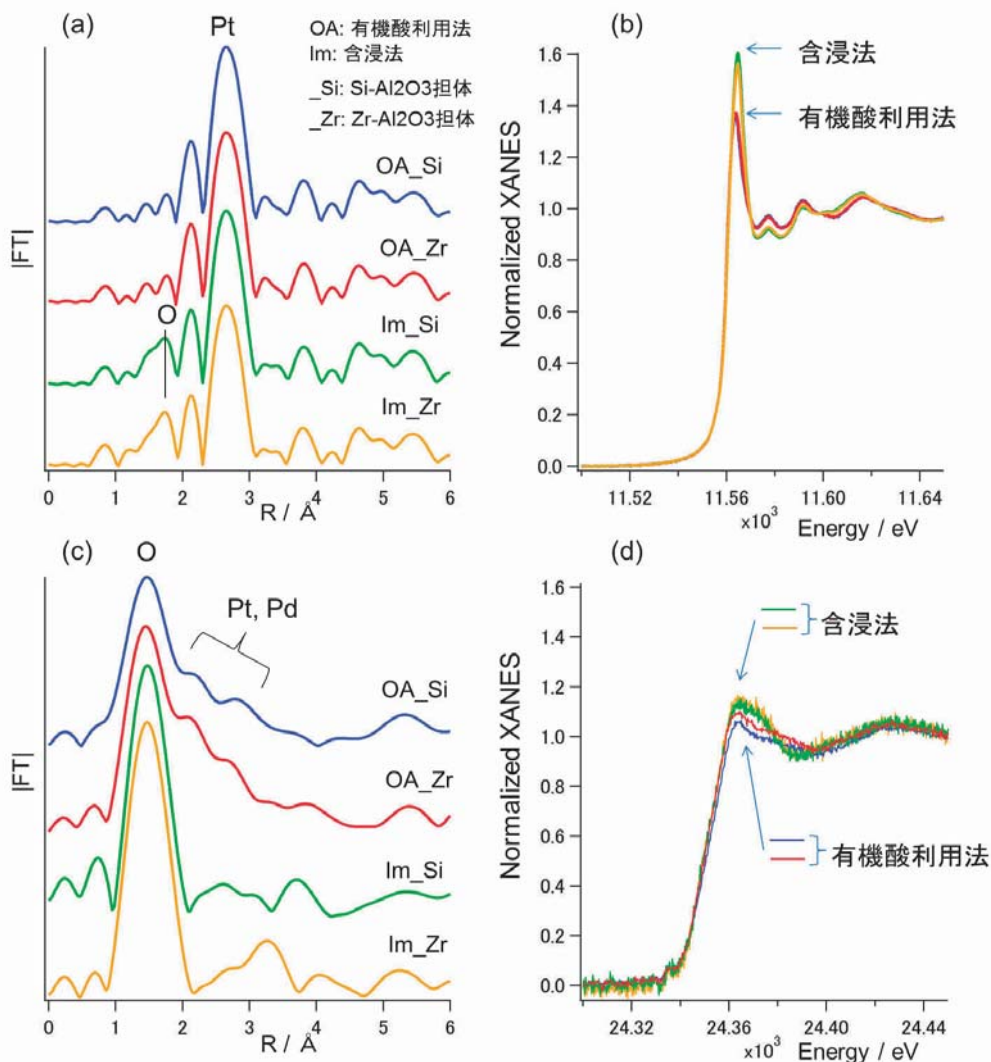 (a)
Pt
OA: 有機酸利用法
Im: 含浸法
_Si: Si-Al2O3担体
_Zr: Zr-Al2O3担体
OA_Si
OA_Zr
O
Im_Si
Im_Zr
|FT|
0 1 2 3 4 5 6
R / Å
(b)
含浸法
有機酸利用法
Normalized XANES
1.6
1.4
1.2
1.0
0.8
0.6
0.4
0.2
0.0
11.52 11.56 11.60 11.64
x10³ Energy / eV
(c)
O
Pt, Pd
OA_Si
OA_Zr
Im_Si
Im_Zr
|FT|
0 1 2 3 4 5 6
R / Å
(d)
含浸法
有機酸利用法
Normalized XANES
1.6
1.4
1.2
1.0
0.8
0.6
0.4
0.2
0.0
24.32 24.36 24.40 24.44
x10³ Energy / eV